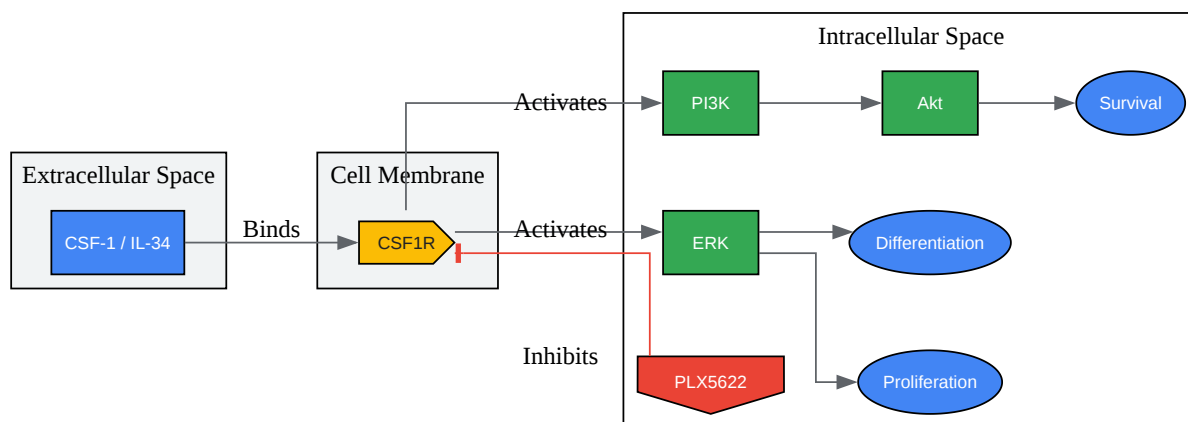 Intracellular Space
Activates
PI3K
Akt
Survival
Extracellular Space
Cell Membrane
CSF-1 / IL-34
Binds
CSF1R
Activates
ERK
Differentiation
Inhibits
PLX5622
Proliferation